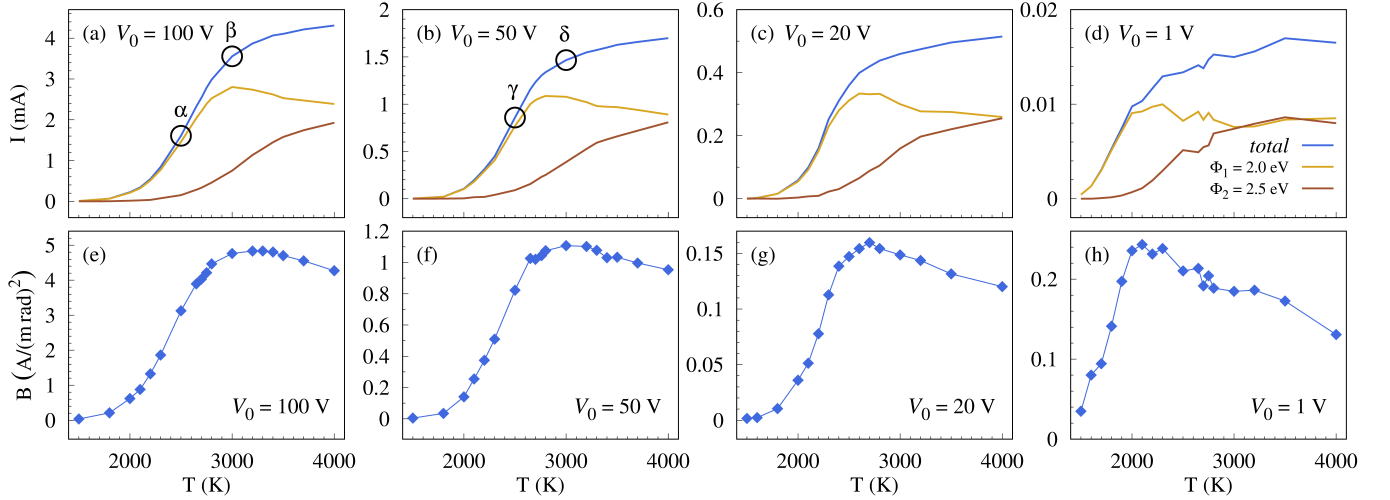 (a) V₀ = 100 V
β
α
I (mA)
4
3
2
1
0
(b) V₀ = 50 V
δ
γ
2
1.5
1
0.5
0
(c) V₀ = 20 V
0.6
0.4
0.2
0
(d) V₀ = 1 V
0.02
0.01
0
total
Φ₁ = 2.0 eV
Φ₂ = 2.5 eV
(e)
B (A/(m rad)²)
5
4
3
2
1
0
V₀ = 100 V
2000 3000 4000
T (K)
(f)
1.2
1
0.8
0.6
0.4
0.2
0
V₀ = 50 V
2000 3000 4000
T (K)
(g)
0.15
0.1
0.05
0
V₀ = 20 V
2000 3000 4000
T (K)
(h)
0.2
0.1
0
V₀ = 1 V
2000 3000 4000
T (K)